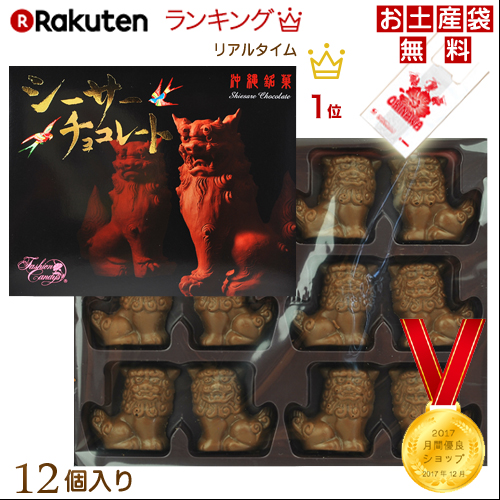 Rakuten ランキング
リアルタイム
1位
お土産袋
無料
沖縄銘菓
Shiesare Chocolate
シーサー
チョコレート
Fashion
Candy
12個入り
2017
月間優良
ショップ
2017年12月